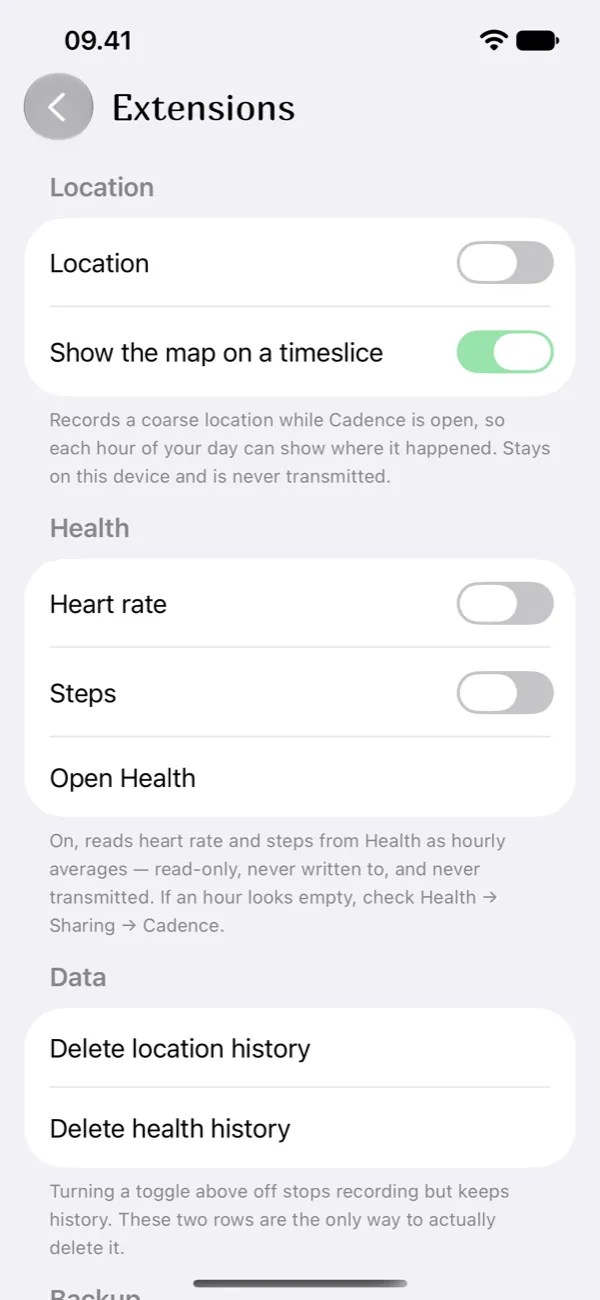 09.41
Extensions
Location
Location
Show the map on a timeslice
Records a coarse location while Cadence is open, so
each hour of your day can show where it happened. Stays
on this device and is never transmitted.
Health
Heart rate
Steps
Open Health
On, reads heart rate and steps from Health as hourly
averages — read-only, never written to, and never
transmitted. If an hour looks empty, check Health →
Sharing → Cadence.
Data
Delete location history
Delete health history
Turning a toggle above off stops recording but keeps
history. These two rows are the only way to actually
delete it.
Backup